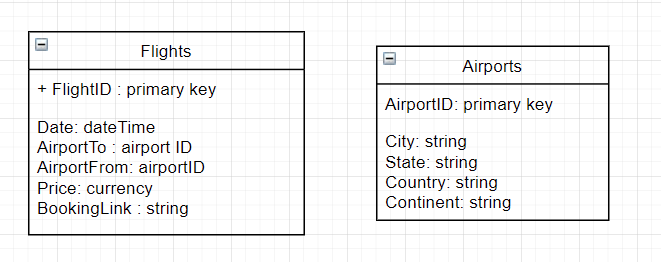 Flights
+ FlightID : primary key
Date: dateTime
AirportTo : airport ID
AirportFrom: airportID
Price: currency
BookingLink : string
Airports
AirportID: primary key
City: string
State: string
Country: string
Continent: string